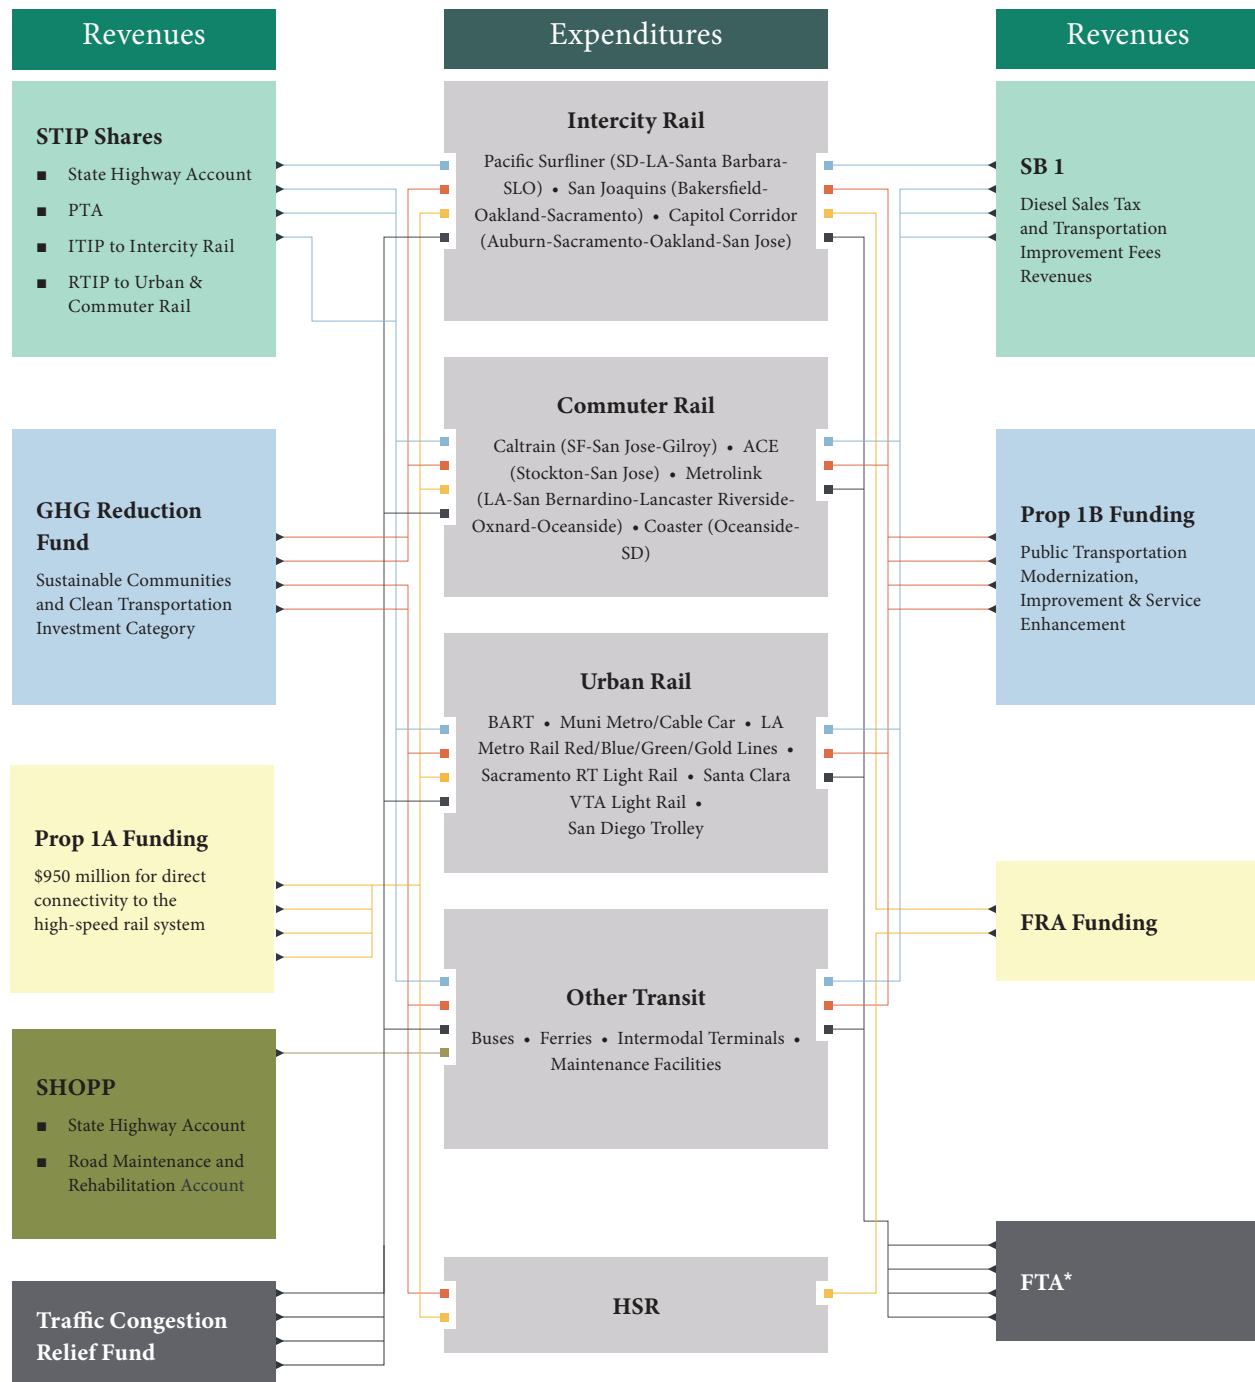 Revenues
STIP Shares
■ State Highway Account
■ PTA
■ ITIP to Intercity Rail
■ RTIP to Urban &
Commuter Rail
GHG Reduction
Fund
Sustainable Communities
and Clean Transportation
Investment Category
Prop 1A Funding
$950 million for direct
connectivity to the
high-speed rail system
SHOPP
■ State Highway Account
■ Road Maintenance and
Rehabilitation Account
Traffic Congestion
Relief Fund
Expenditures
Intercity Rail
Pacific Surfliner (SD-LA-Santa Barbara-
SLO) • San Joaquins (Bakersfield-
Oakland-Sacramento) • Capitol Corridor
(Auburn-Sacramento-Oakland-San Jose)
Commuter Rail
Caltrain (SF-San Jose-Gilroy) • ACE
(Stockton-San Jose) • Metrolink
(LA-San Bernardino-Lancaster Riverside-
Oxnard-Oceanside) • Coaster (Oceanside-
SD)
Urban Rail
BART • Muni Metro/Cable Car • LA
Metro Rail Red/Blue/Green/Gold Lines •
Sacramento RT Light Rail • Santa Clara
VTA Light Rail •
San Diego Trolley
Other Transit
Buses • Ferries • Intermodal Terminals •
Maintenance Facilities
HSR
Revenues
SB 1
Diesel Sales Tax
and Transportation
Improvement Fees
Revenues
Prop 1B Funding
Public Transportation
Modernization,
Improvement & Service
Enhancement
FRA Funding
FTA*